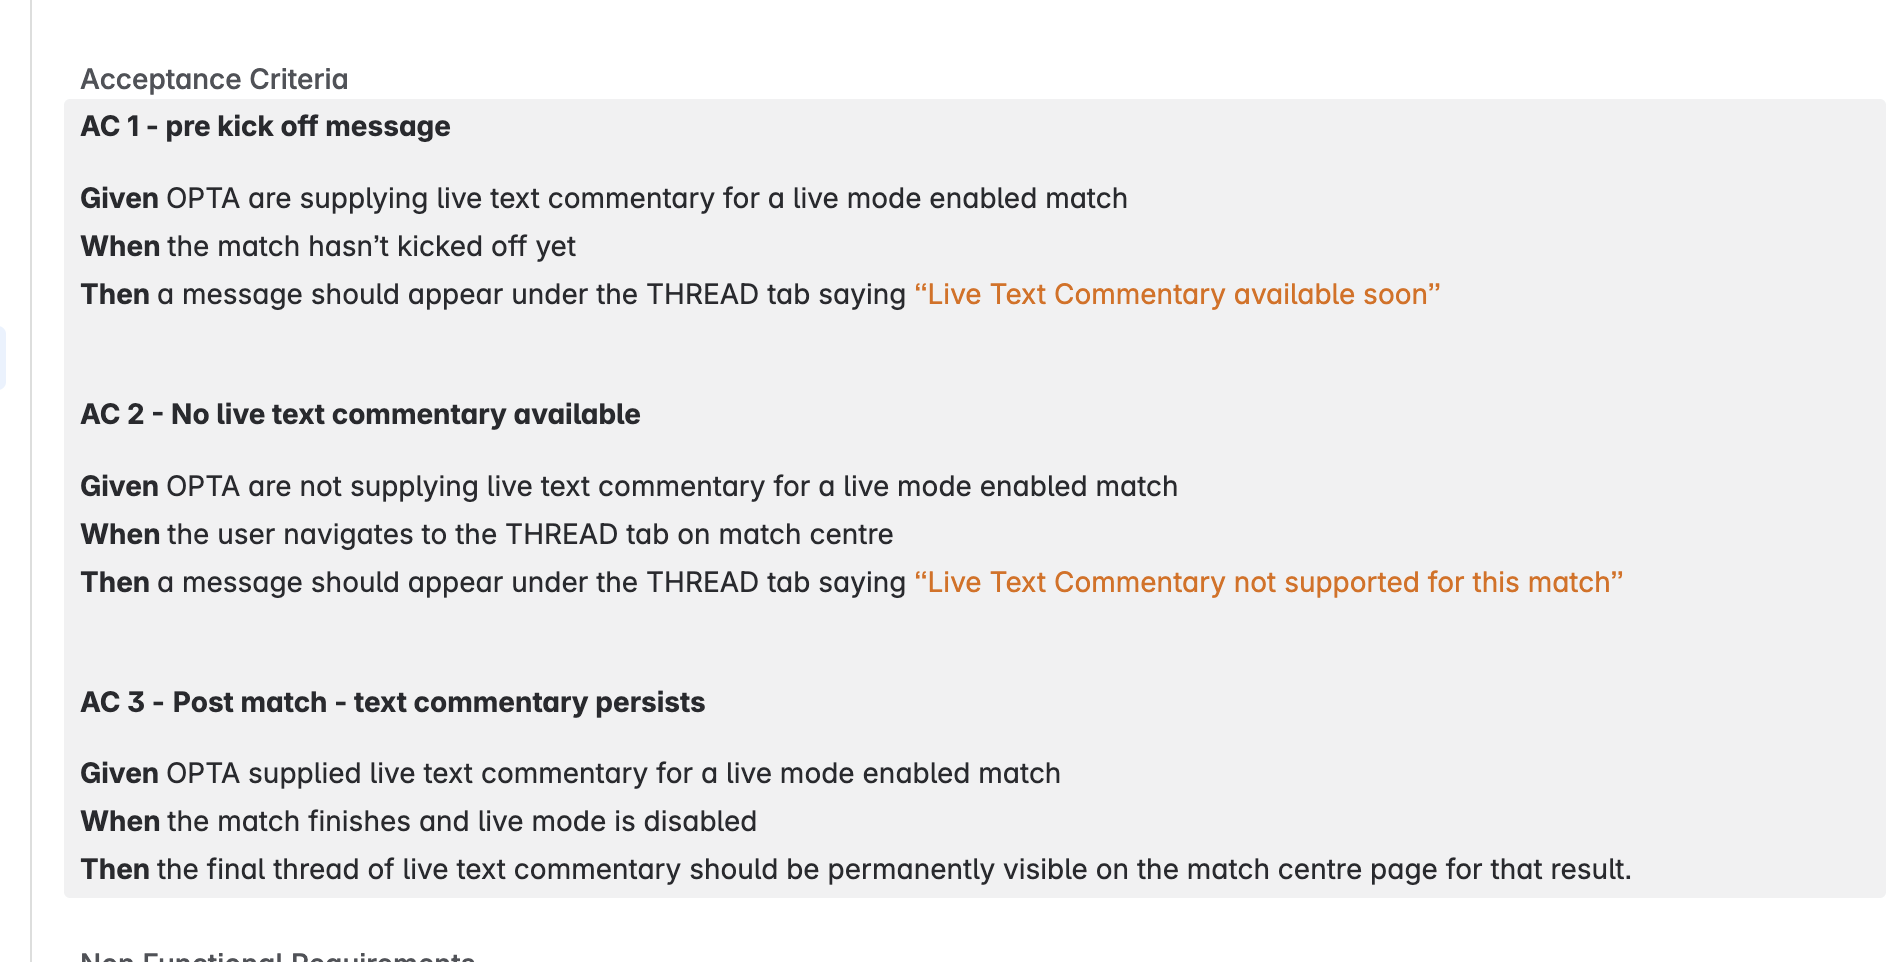 Acceptance Criteria
AC 1 - pre kick off message
Given OPTA are supplying live text commentary for a live mode enabled match
When the match hasn’t kicked off yet
Then a message should appear under the THREAD tab saying “Live Text Commentary available soon”
AC 2 - No live text commentary available
Given OPTA are not supplying live text commentary for a live mode enabled match
When the user navigates to the THREAD tab on match centre
Then a message should appear under the THREAD tab saying “Live Text Commentary not supported for this match”
AC 3 - Post match - text commentary persists
Given OPTA supplied live text commentary for a live mode enabled match
When the match finishes and live mode is disabled
Then the final thread of live text commentary should be permanently visible on the match centre page for that result.
Non Functional Requirements